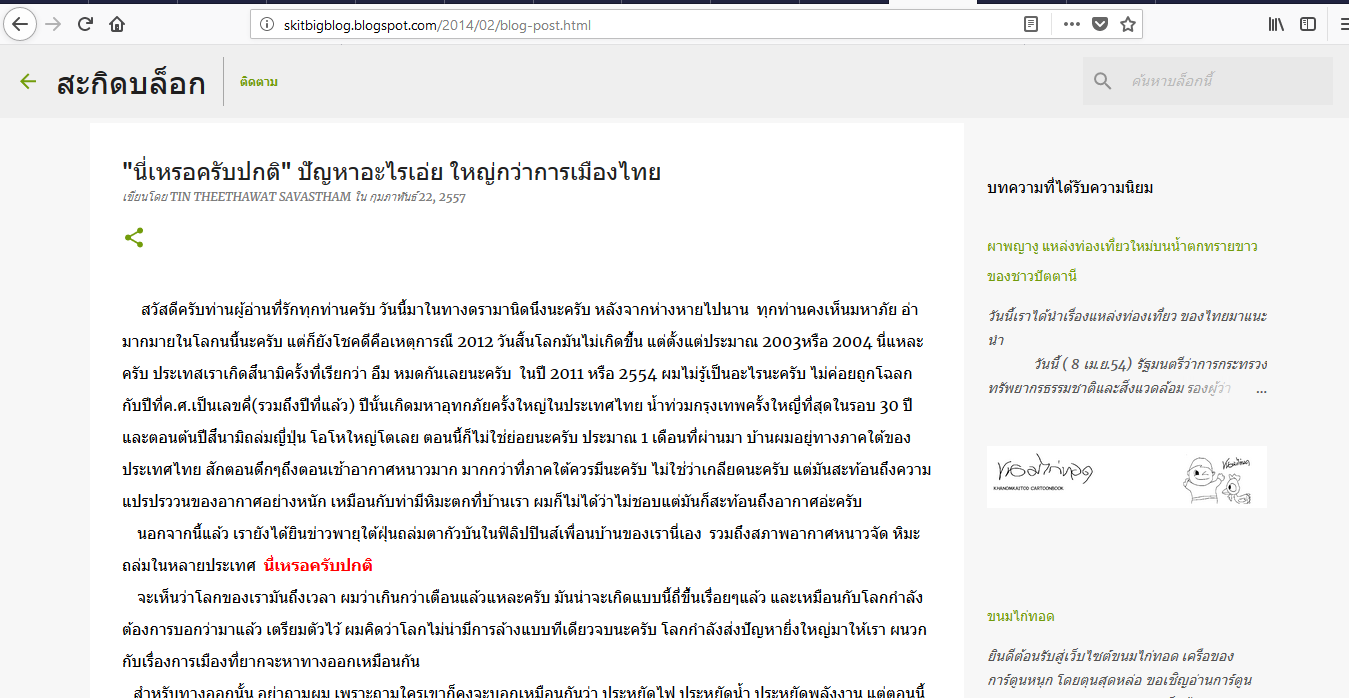 skitbigblog.blogspot.com/2014/02/blog-post.html
สะกิดบล็อก
ติดตาม
ค้นหาบล็อกนี้
"นี่เหรอครับปกติ" ปัญหาอะไรเอ่ย ใหญ่กว่าการเมืองไทย
เขียนโดย TIN THEETHAWAT SAVASTHAM ใน กุมภาพันธ์ 22, 2557
สวัสดีครับท่านผู้อ่านที่รักทุกท่านครับ วันนี้มาในทางดรามานิดนึงนะครับ หลังจากห่างหายไปนาน ทุกท่านคงเห็นมหาภัย อ่า
มากมายในโลกนนี้นะครับ แต่ก็ยังโชคดีคือเหตุการณื 2012 วันสิ้นโลกมันไม่เกิดขึ้น แต่ตั้งแต่ประมาณ 2003หรือ 2004 นี่แหละ
ครับ ประเทสเราเกิดสึนามิครั้งที่เรียกว่า อืม หมดกันเลยนะครับ ในปี 2011 หรือ 2554 ผมไม่รู้เป็นอะไรนะครับ ไม่ค่อยถูกโฉลก
กับปีที่ค.ศ.เป็นเลขคี่(รวมถึงปีที่แล้ว) ปีนั้นเกิดมหาอุทกภัยครั้งใหญ่ในประเทศไทย น้ำท่วมกรุงเทพครั้งใหญี่ที่สุดในรอบ 30 ปี
และตอนต้นปีสึนามิถล่มญี่ปุ่น โอโหใหญ่โตเลย ตอนนี้ก็ไม่ใช่ย่อยนะครับ ประมาณ 1 เดือนที่ผ่านมา บ้านผมอยู่ทางภาคใต้ของ
ประเทศไทย สักตอนดึกๆถึงตอนเช้าอากาศหนาวมาก มากกว่าที่ภาคใต้ควรมีนะครับ ไม่ใช่ว่าเกลียดนะครับ แต่มันสะท้อนถึงความ
แปรปรววนของอากาศอย่างหนัก เหมือนกับท่ามีหิมะตกที่บ้านเรา ผมก็ไม่ได้ว่าไม่ชอบแต่มันก็สะท้อนถึงอากาศอ่ะครับ
นอกจากนี้แล้ว เรายังได้ยินข่าวพายุใต้ฝุ่นถล่มตากัวบันในฟิลิปปินส์เพื่อนบ้านของเรานี่เอง รวมถึงสภาพอากาศหนาวจัด หิมะ
ถล่มในหลายประเทศ นี่เหรอครับปกติ
จะเห็นว่าโลกของเรามันถึงเวลา ผมว่าเกินกว่าเตือนแล้วแหละครับ มันน่าจะเกิดแบบนี้ถี่ขึ้นเรื่อยๆแล้ว และเหมือนกับโลกกำลัง
ต้องการบอกว่ามาแล้ว เตรียมตัวไว้ ผมคิดว่าโลกไม่น่ามีการล้างแบบทีเดียวจบนะครับ โลกกำลังส่งปัญหายิ่งใหญ่มาให้เรา ผนวก
กับเรื่องการเมืองที่ยากจะหาทางออกเหมือนกัน
สำหรับทางออกนั้น อย่าถามผม เพราะถามใครเขาก็คงจะบอกเหมือนกันว่า ประหยัดไฟ ประหยัดน้ำ ประหยัดพลังงาน แต่ตอนนี้
บทความที่ได้รับความนิยม
ผาพญางู แหล่งท่องเที่ยวใหม่บนน้ำตกทรายขาว
ของชาวปัตตานี
วันนี้เราได้นำเรื่องแหล่งท่องเที่ยว ของไทยมาแนะ
นำ
วันนี้ ( 8 เม.ย.54) รัฐมนตรีว่าการกระทรวง
ทรัพยากรธรรมชาติและสิ่งแวดล้อม รองผู้ว่า ...
ขนมไก่ทอด
KHANOMKAITOD CARTOONBOOK
ขนมไก่ทอด
ยินดีต้อนรับสู่เว็บไซต์ขนมไก่ทอด เครือของ
การ์ตูนหนุก โดยตุนสุดหล่อ ขอเชิญอ่านการ์ตูน